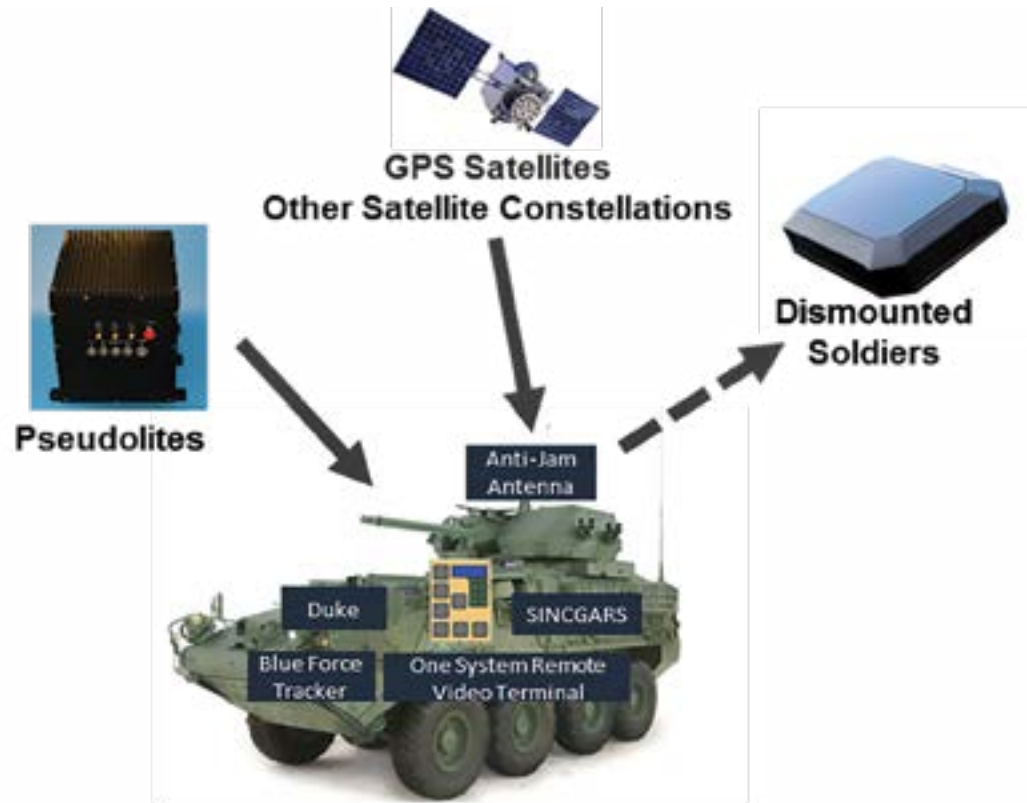 GPS Satellites
Other Satellite Constellations
Dismounted
Soldiers
Pseudolites
Anti-Jam
Antenna
Duke
SINCGARS
Blue Force
Tracker
One System Remote
Video Terminal